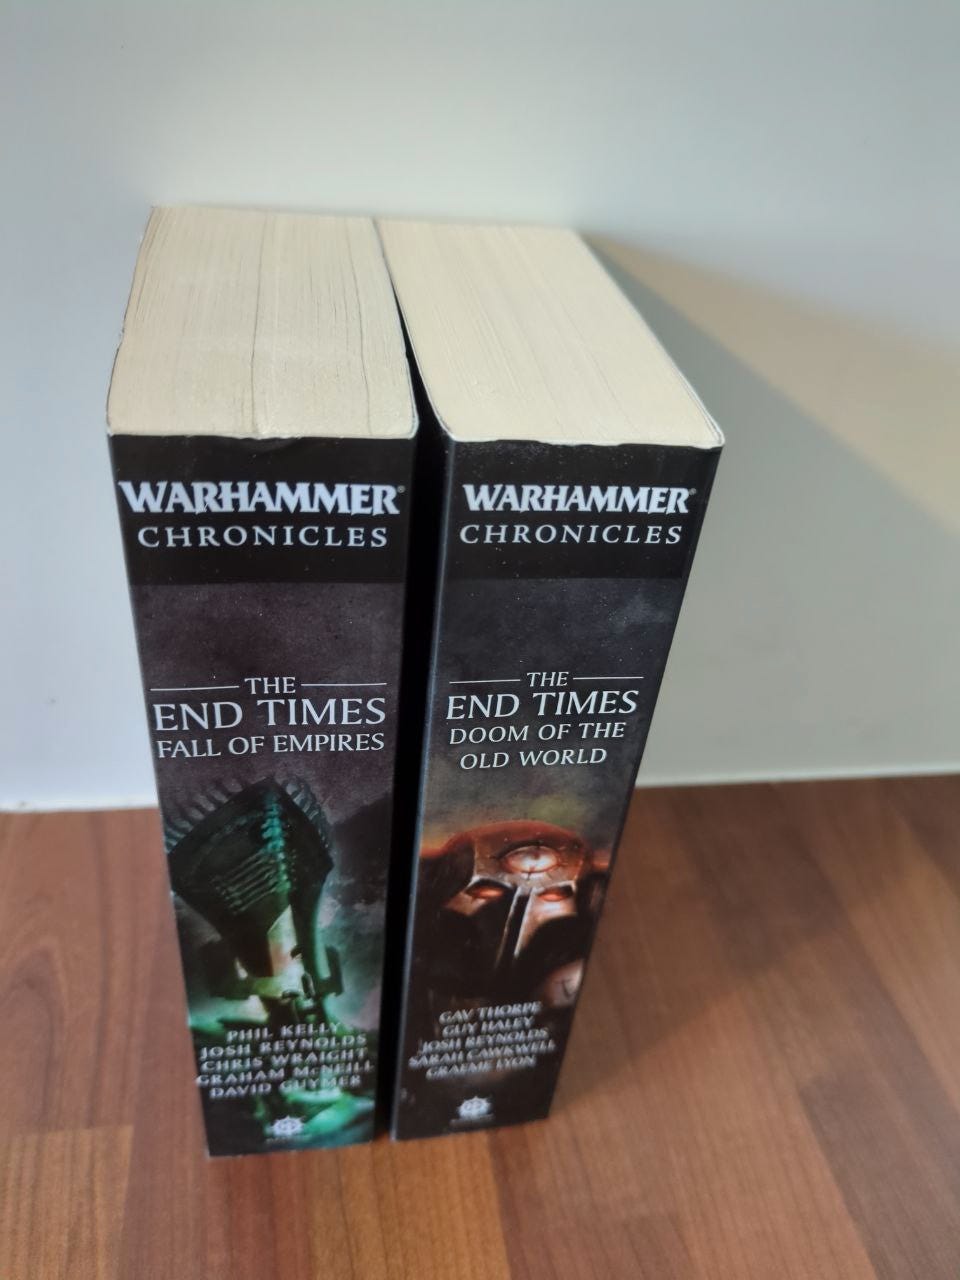 WARHAMMER®
CHRONICLES
THE
END TIMES
FALL OF EMPIRES
PHIL KELLY
JOSH REYNOLDS
CHRIS WRAIGHT
GRAHAM McNEILL
DAVID GUYMER
WARHAMMER®
CHRONICLES
THE
END TIMES
DOOM OF THE
OLD WORLD
GAV THORPE
GUY HALEY
JOSH REYNOLDS
SARAH CAWKWELL
GRAEME LYON